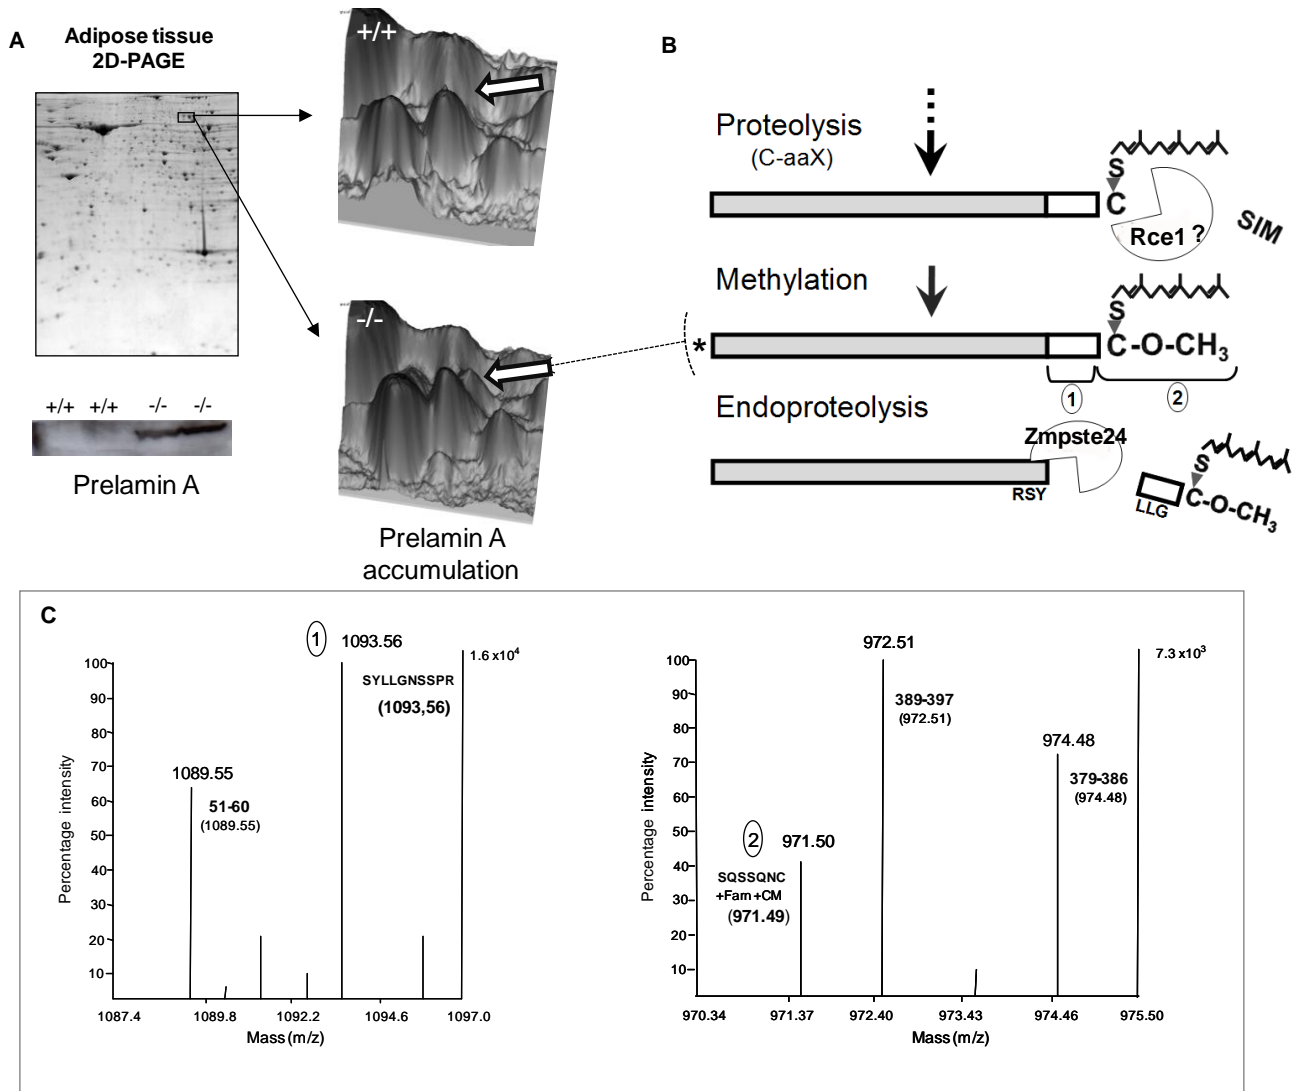 A
Adipose tissue
2D-PAGE
+/+
-/-
+/+ +/+ -/- -/-
Prelamin A
Prelamin A
accumulation
B
Proteolysis
(C-aaX)
S
C
Rce1 ?
SIM
Methylation
S
*
C-O-CH3
1
2
Endoproteolysis
Zmpste24
RSY
S
LLG
C-O-CH3
C
1
1093.56
1.6 x10⁴
SYLLGNSSPR
(1093,56)
1089.55
51-60
(1089.55)
Percentage intensity
100
90
80
70
60
50
40
30
20
10
1087.4 1089.8 1092.2 1094.6 1097.0
Mass (m/z)
972.51
7.3 x10³
389-397
(972.51)
974.48
379-386
(974.48)
2
971.50
SQSSQNC
+Farn +CM
(971.49)
Percentage intensity
100
90
80
70
60
50
40
30
20
10
970.34 971.37 972.40 973.43 974.46 975.50
Mass (m/z)